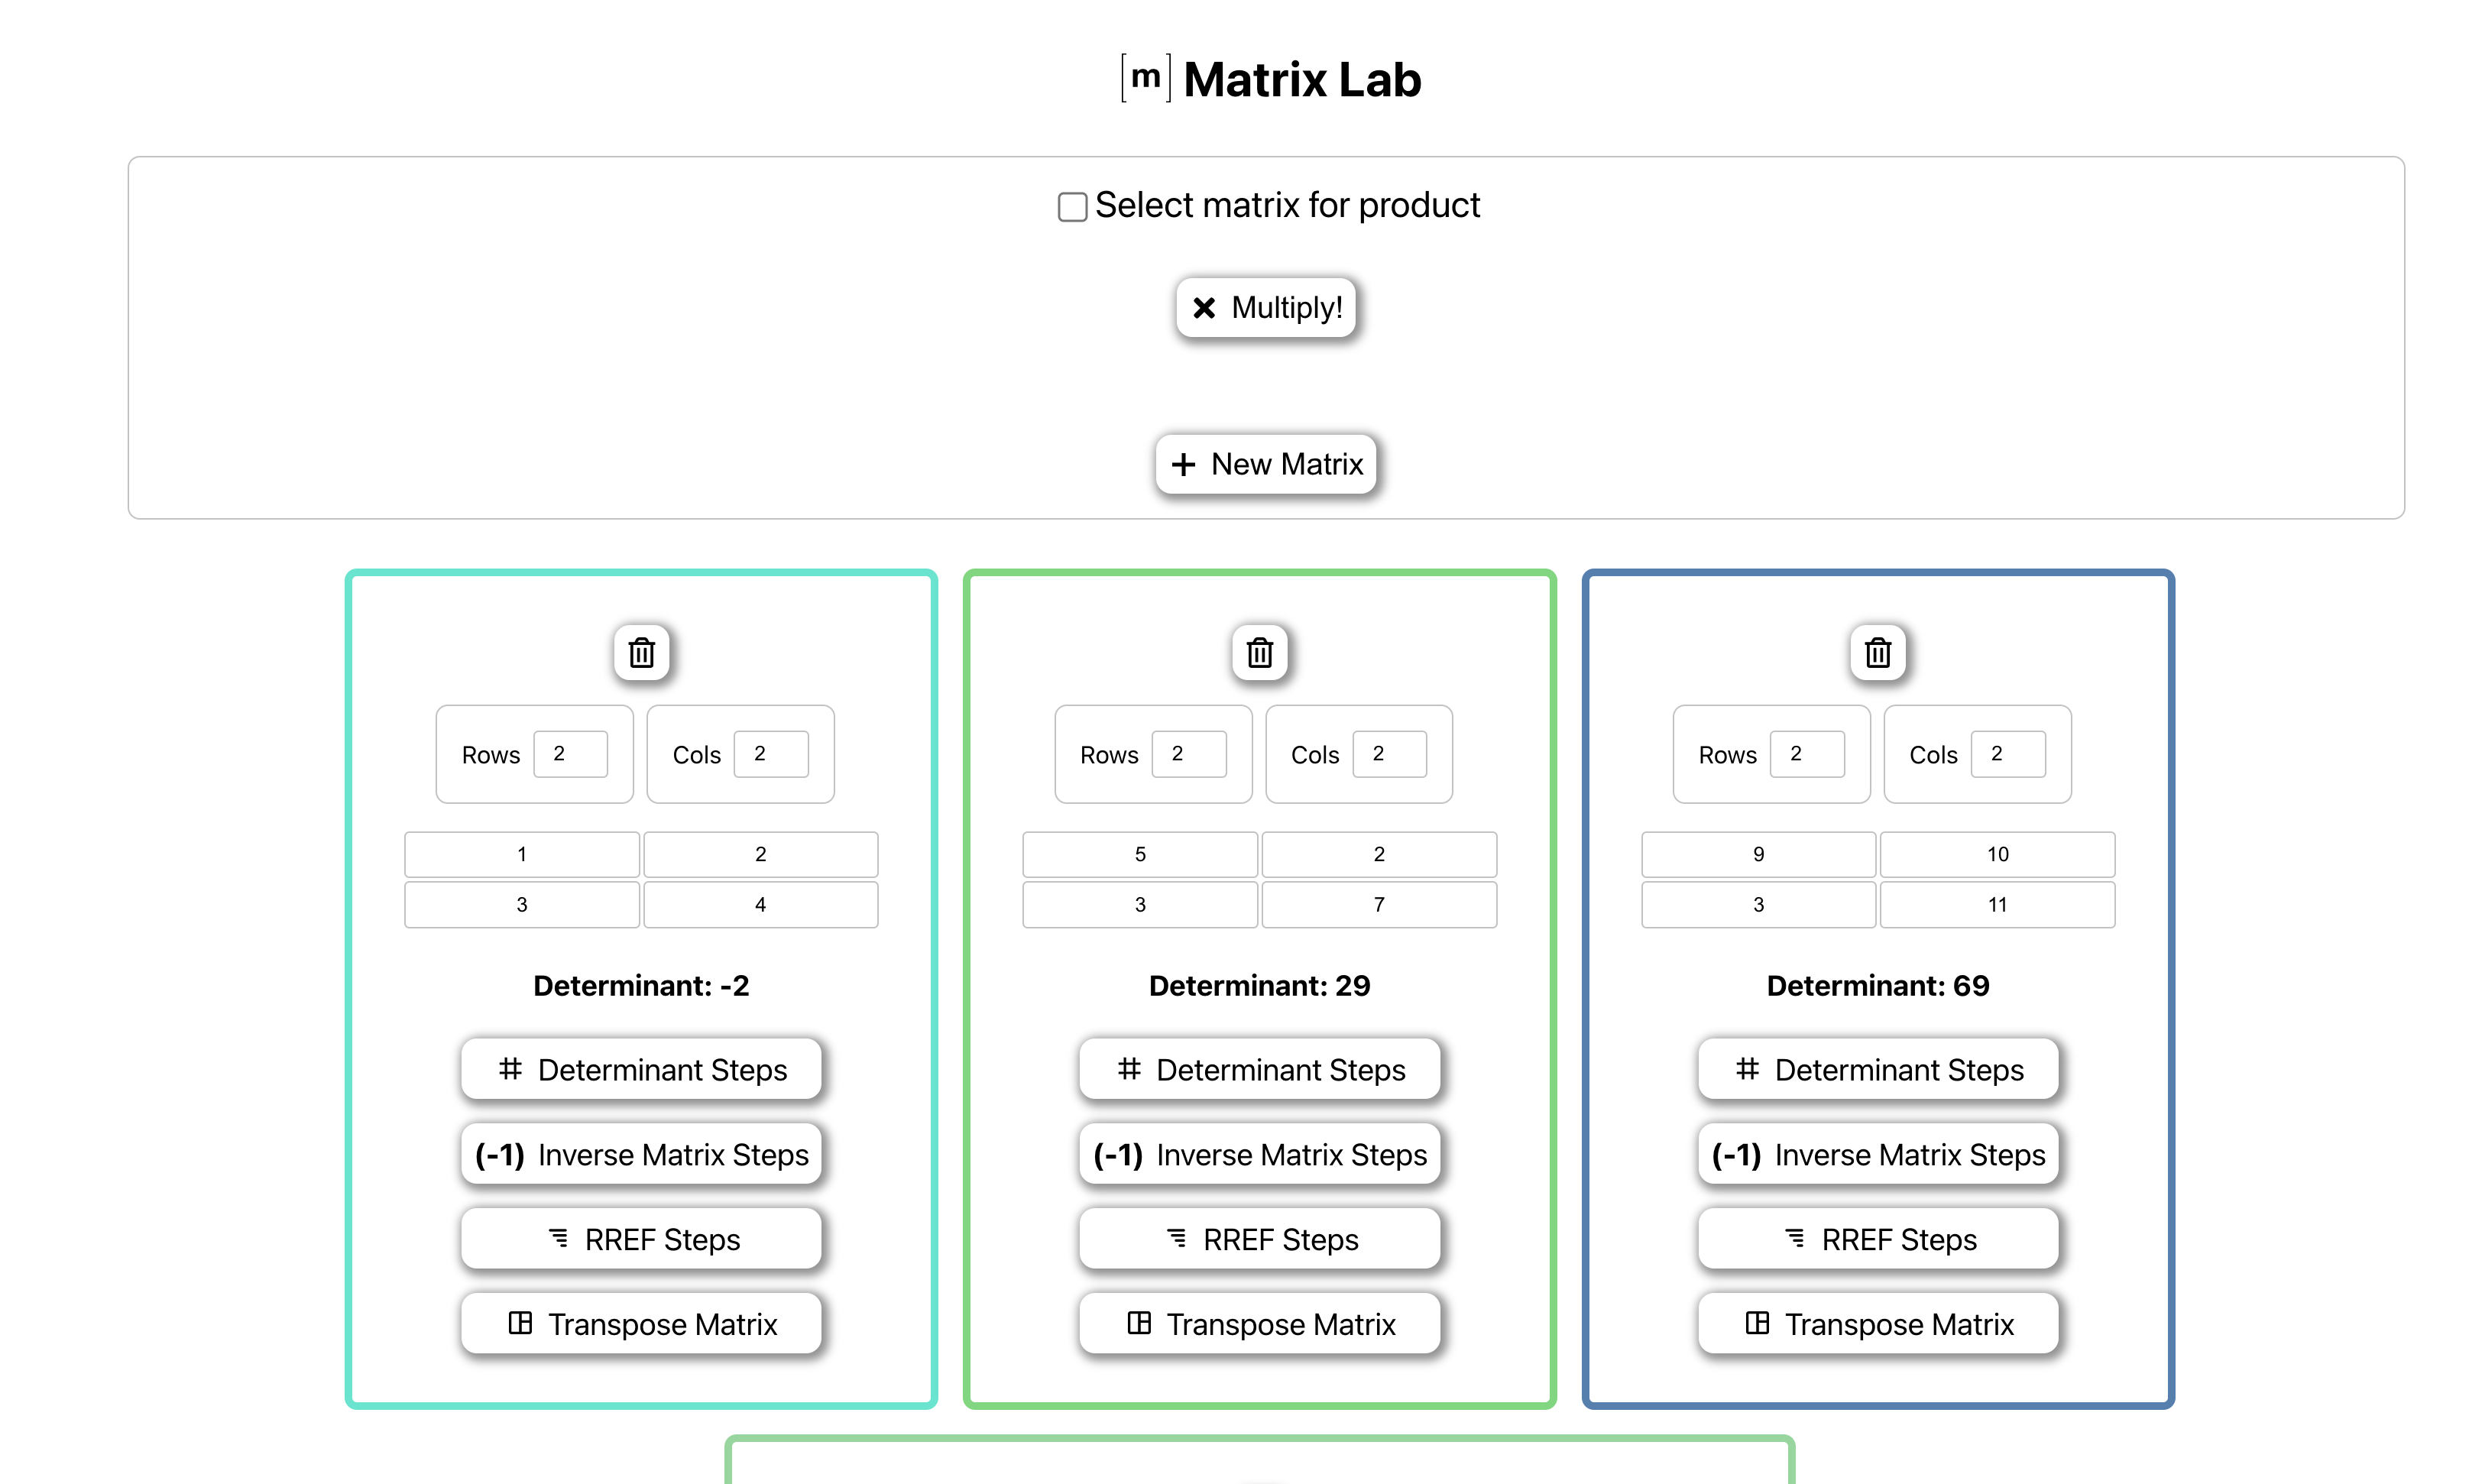 [m] Matrix Lab
Select matrix for product
Multiply!
New Matrix
Rows 2 Cols 2
1 2
3 4
Determinant: -2
# Determinant Steps
(-1) Inverse Matrix Steps
RREF Steps
Transpose Matrix
Rows 2 Cols 2
5 2
3 7
Determinant: 29
# Determinant Steps
(-1) Inverse Matrix Steps
RREF Steps
Transpose Matrix
Rows 2 Cols 2
9 10
3 11
Determinant: 69
# Determinant Steps
(-1) Inverse Matrix Steps
RREF Steps
Transpose Matrix